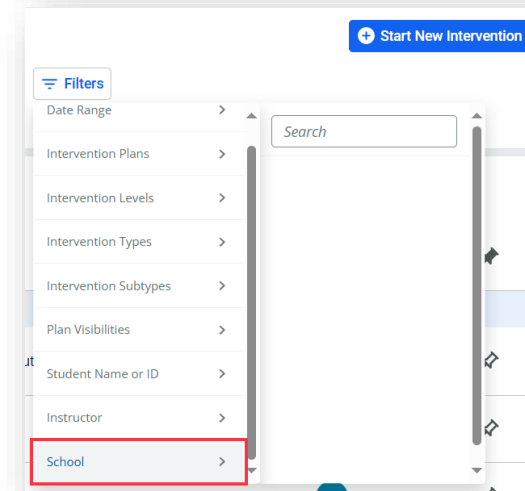 Start New Intervention
Filters
Date Range
Search
Intervention Plans
Intervention Levels
Intervention Types
Intervention Subtypes
Plan Visibilities
Student Name or ID
Instructor
School